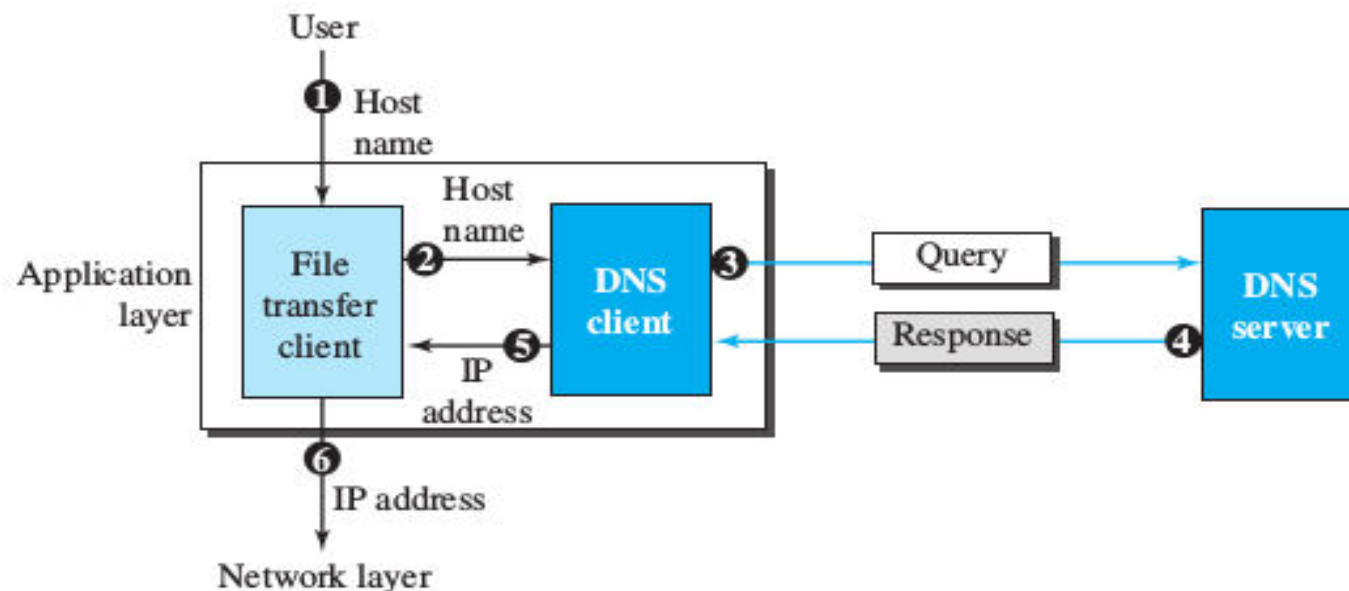 User
1
Host
name
Application
layer
File
transfer
client
2
Host
name
DNS
client
3
Query
DNS
server
4
Response
5
IP
address
6
IP address
Network layer